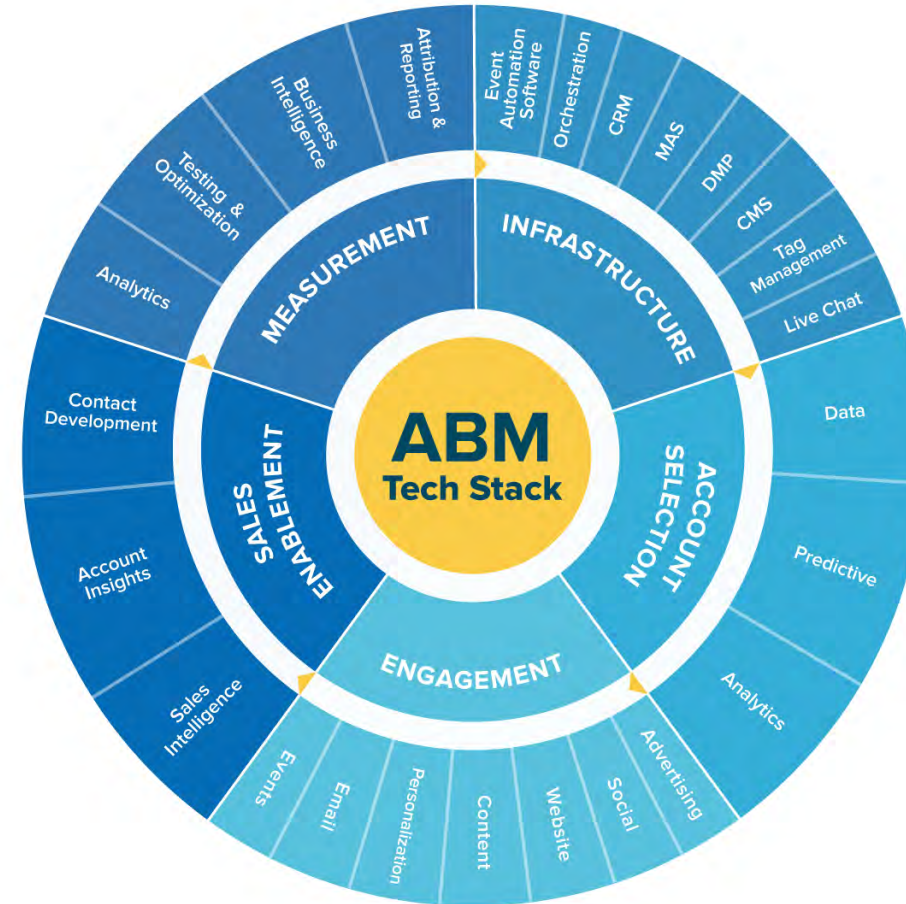 ABM
Tech Stack
INFRASTRUCTURE
Event
Automation
Software
Orchestration
CRM
MAS
DMP
CMS
Tag
Management
Live Chat
ACCOUNT
SELECTION
Data
Predictive
Analytics
ENGAGEMENT
Advertising
Social
Website
Content
Personalization
Email
Events
SALES
ENABLEMENT
Sales
Intelligence
Account
Insights
Contact
Development
MEASUREMENT
Analytics
Testing &
Optimization
Business
Intelligence
Attribution &
Reporting